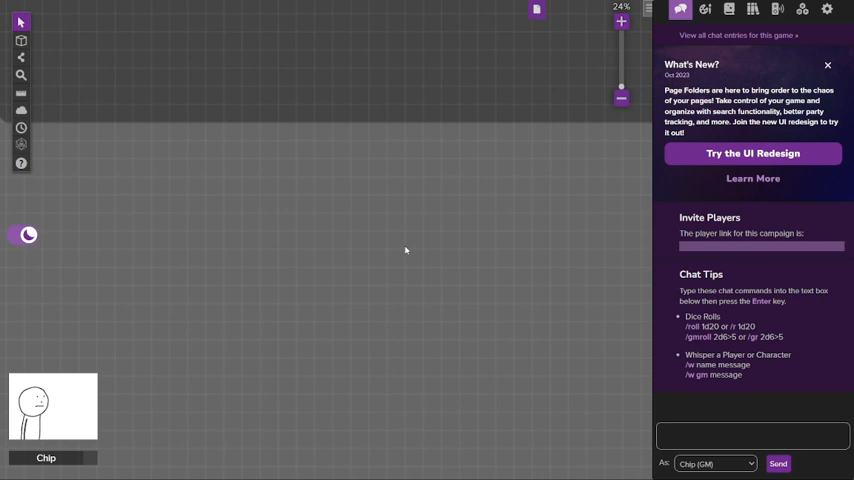 24%
View all chat entries for this game »
What's New?
Oct 2023
Page Folders are here to bring order to the chaos
of your pages! Take control of your game and
organize with search functionality, better party
tracking, and more. Join the new UI redesign to try
it out!
Try the UI Redesign
Learn More
Invite Players
The player link for this campaign is:
Chat Tips
Type these chat commands into the text box
below then press the Enter key.
Dice Rolls
/roll 1d20 or /r 1d20
/gmroll 2d6>5 or /gr 2d6>5
Whisper a Player or Character
/w name message
/w gm message
Chip
As:
Chip (GM)
Send